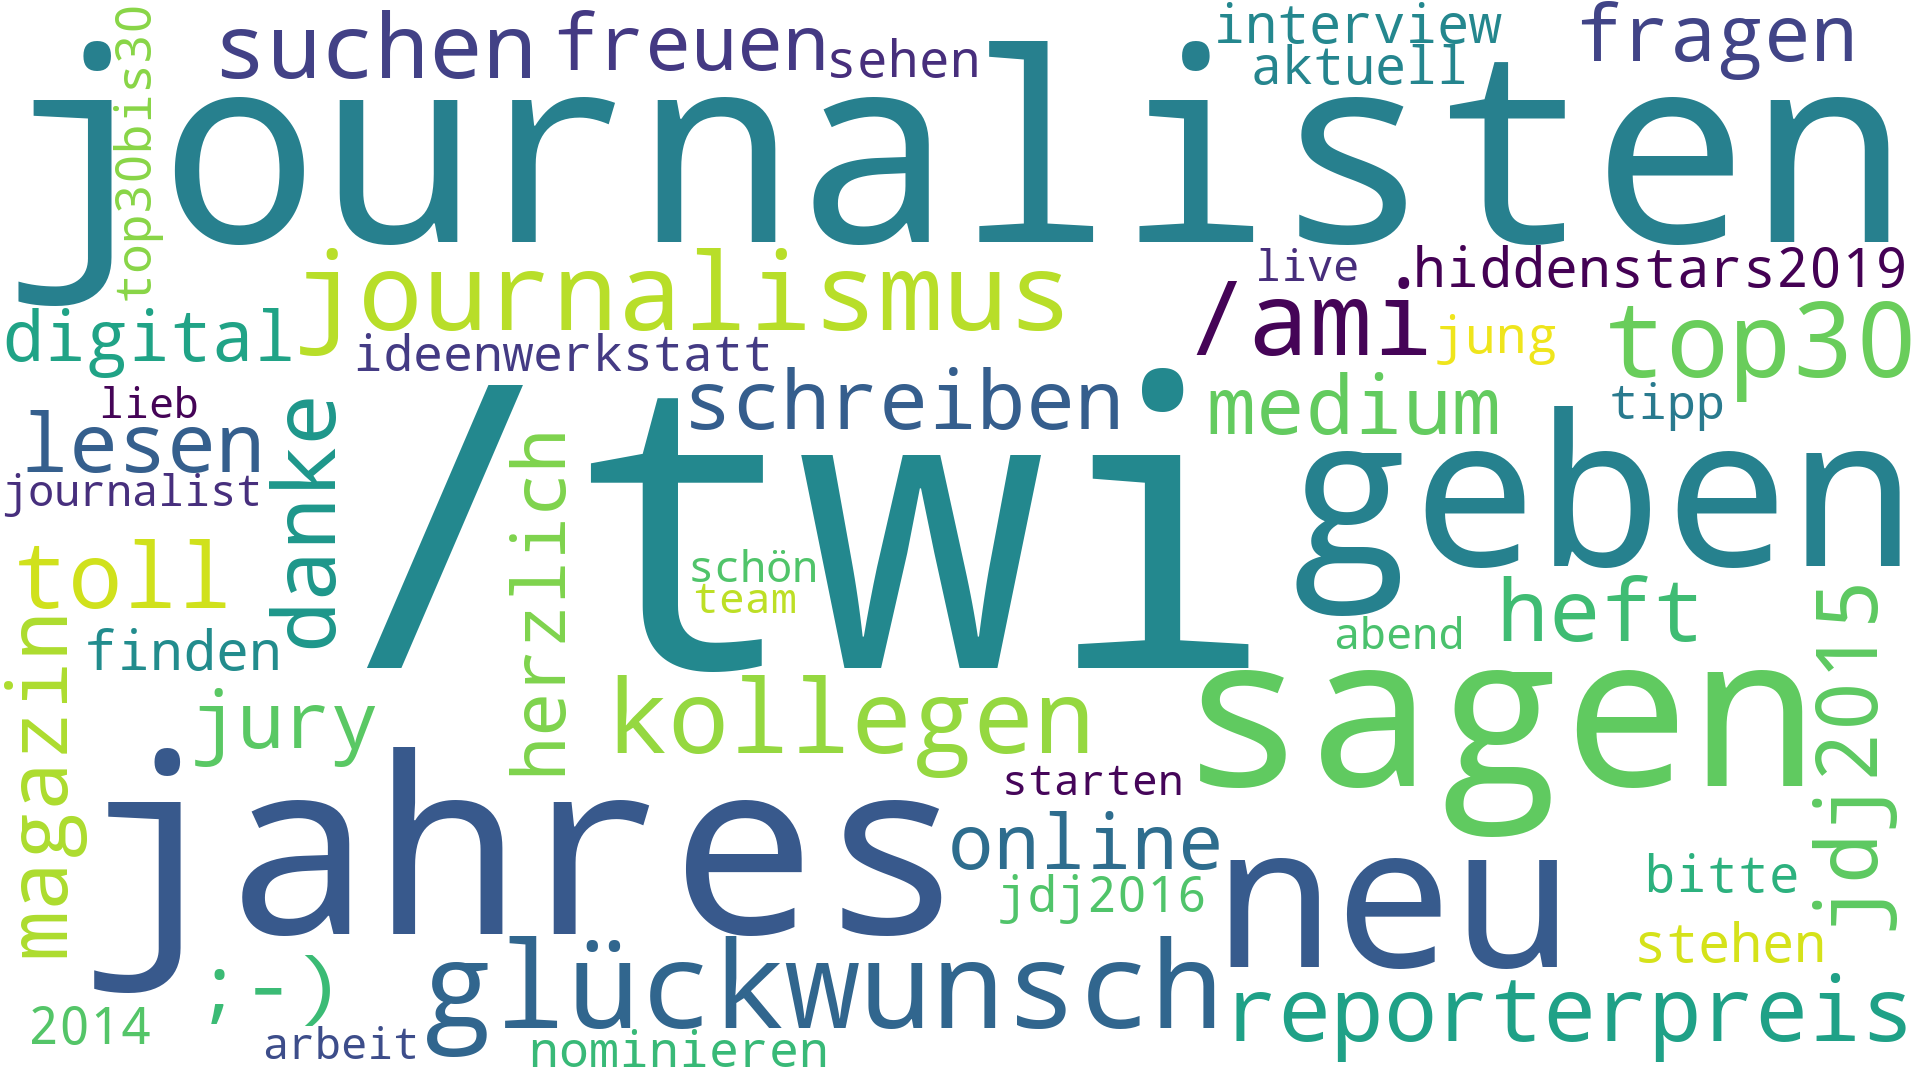 top30bis30
suchen
freuen
sehen
interview
aktuell
fragen
journalisten
journalismus
live
hiddenstars2019
/ami
jung
top30
digital
ideenwerkstatt
lieb
lesen
journalist
danke
schreiben
medium
tipp
/twi
geben
herzlich
toll
schön
team
finden
abend
heft
jdj2015
magazin
jury
kollegen
sagen
starten
jahres
online
jdj2016
neu
bitte
stehen
;-)
glückwunsch
reporterpreis
2014
arbeit
nominieren